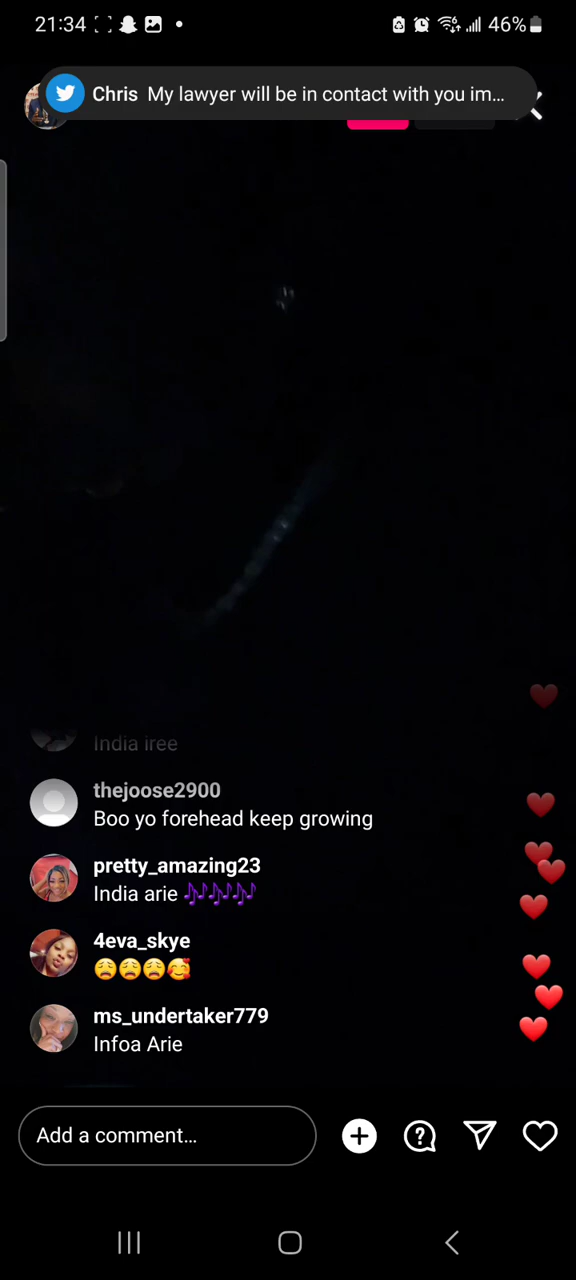 21:34
46%
Chris My lawyer will be in contact with you im...
India iree
thejoose2900
Boo yo forehead keep growing
pretty_amazing23
India arie 🎶🎶🎶
4eva_skye
😩😩😩🥰
ms_undertaker779
Infoa Arie
Add a comment...